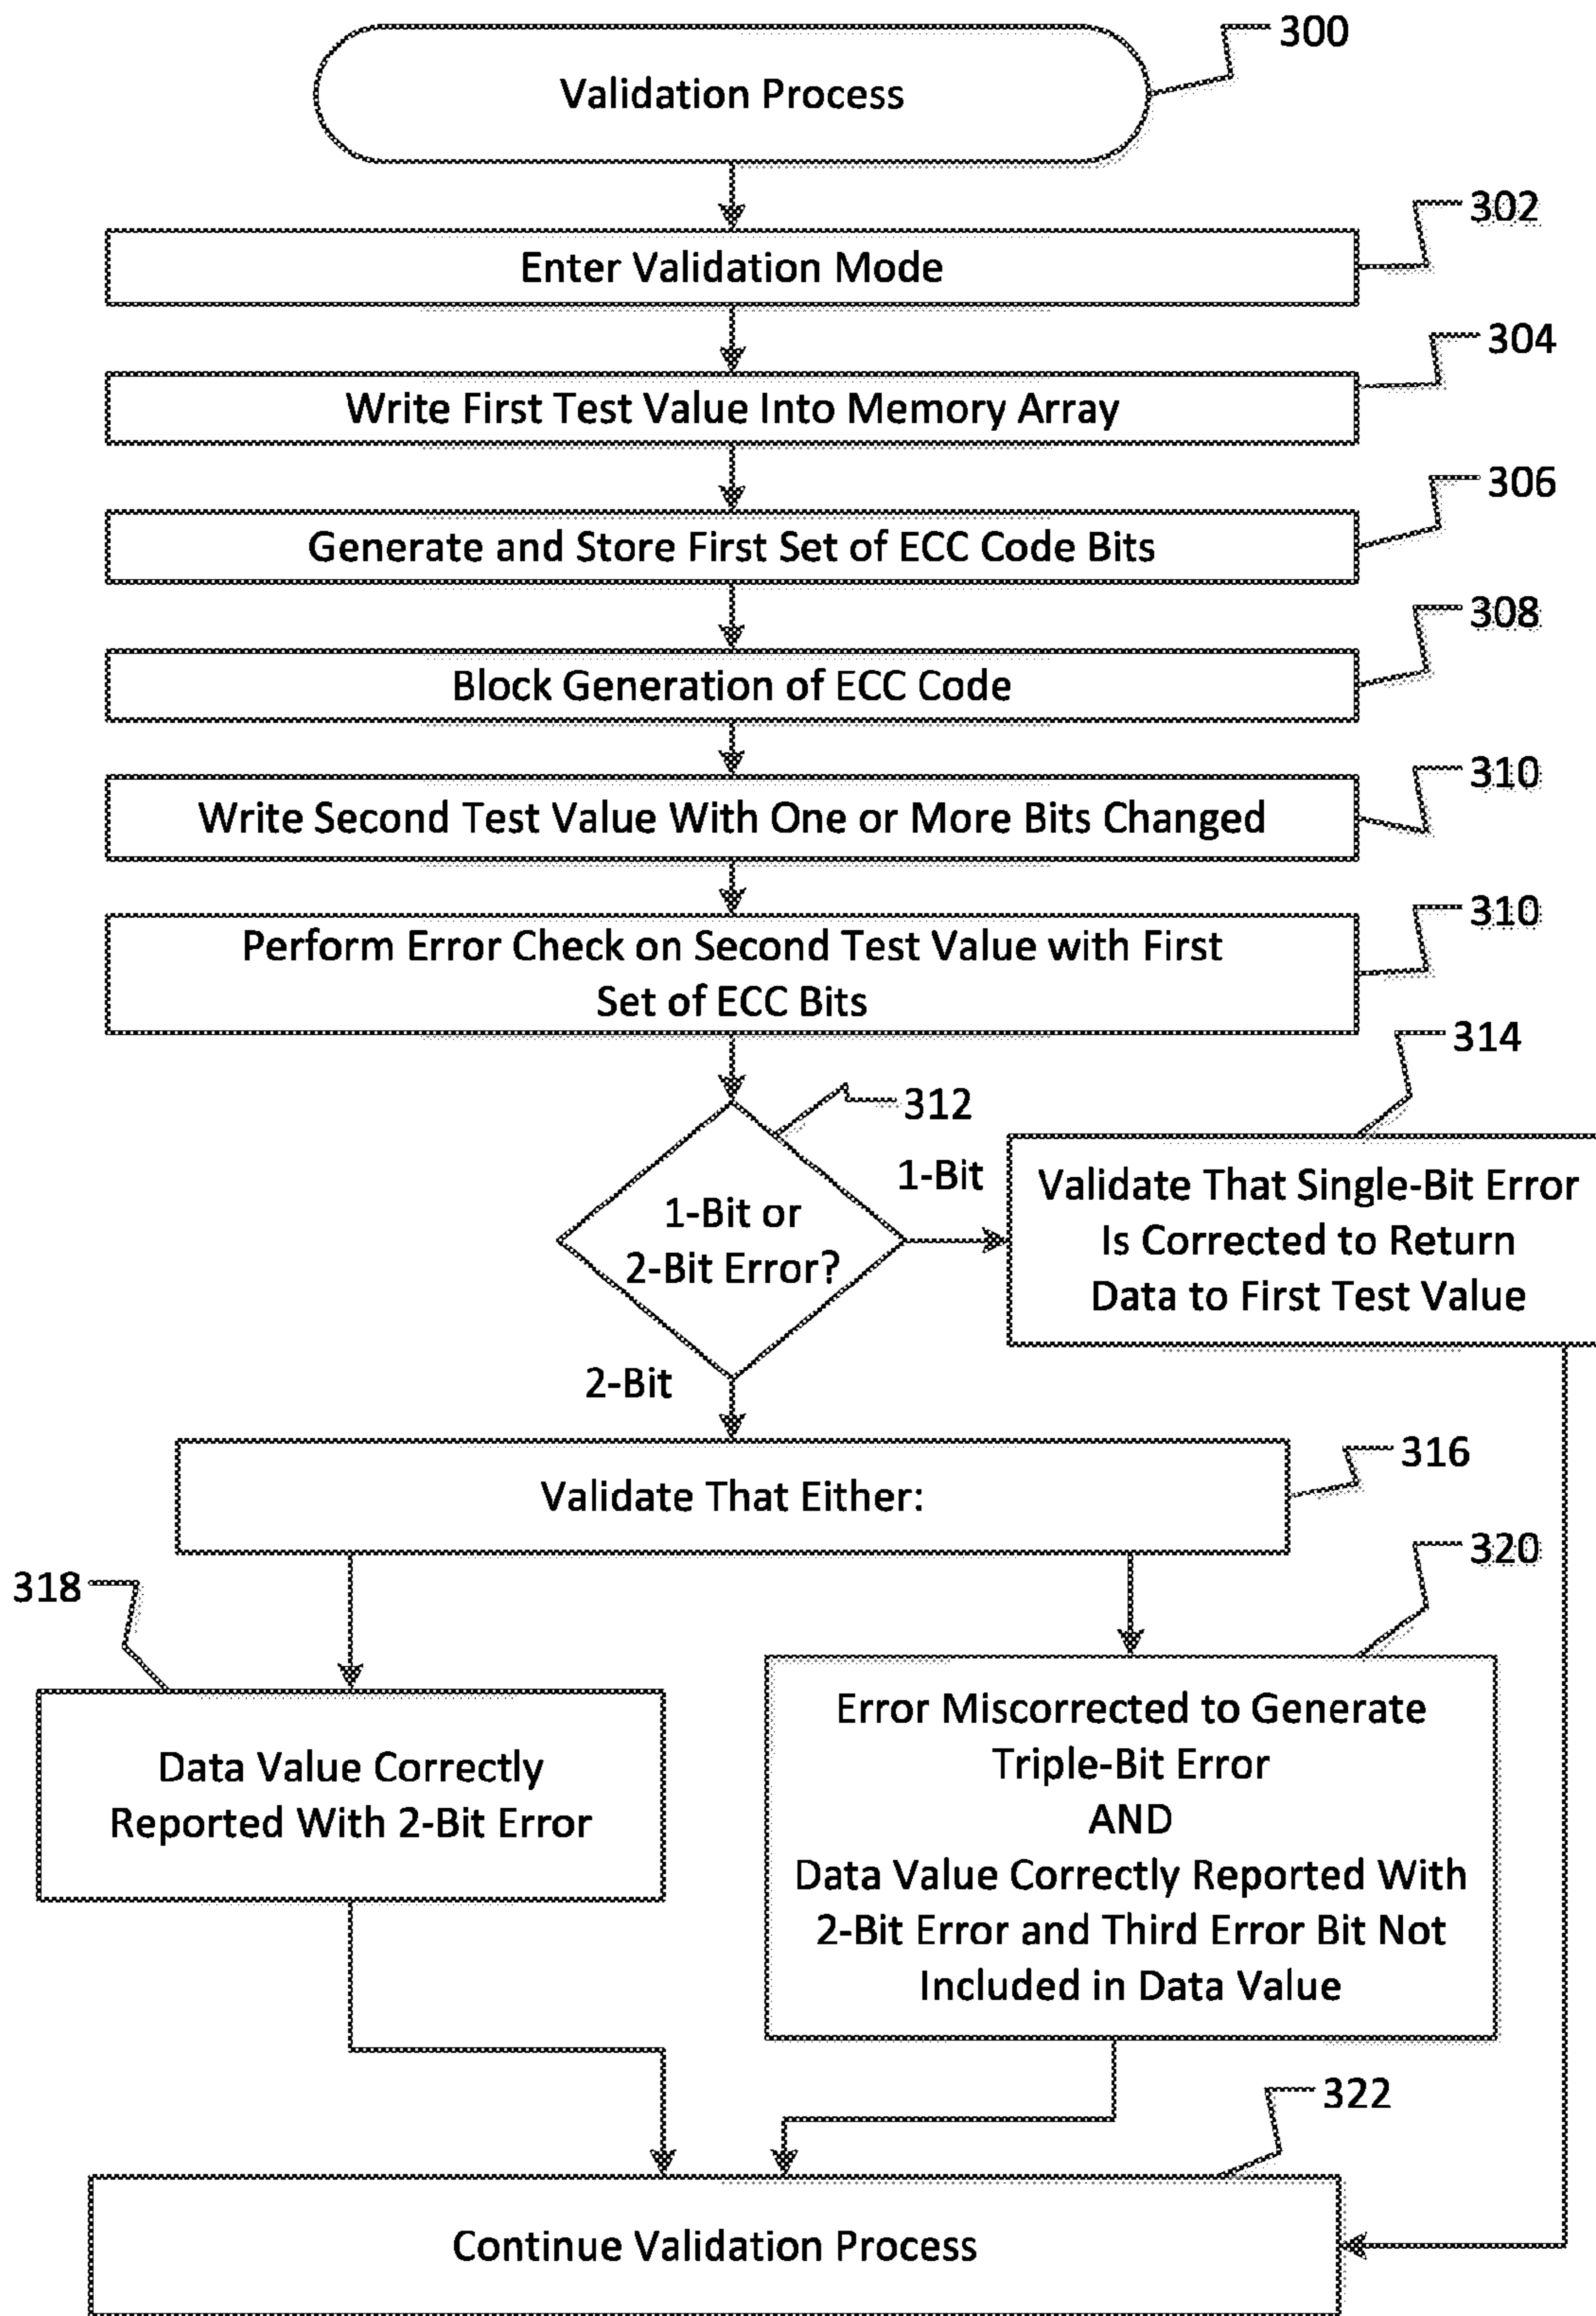 300
Validation Process
302
Enter Validation Mode
304
Write First Test Value Into Memory Array
306
Generate and Store First Set of ECC Code Bits
308
Block Generation of ECC Code
310
Write Second Test Value With One or More Bits Changed
310
Perform Error Check on Second Test Value with First
Set of ECC Bits
314
312
1-Bit
1-Bit or
2-Bit Error?
Validate That Single-Bit Error
Is Corrected to Return
Data to First Test Value
2-Bit
316
Validate That Either:
320
318
Data Value Correctly
Reported With 2-Bit Error
Error Miscorrected to Generate
Triple-Bit Error
AND
Data Value Correctly Reported With
2-Bit Error and Third Error Bit Not
Included in Data Value
322
Continue Validation Process